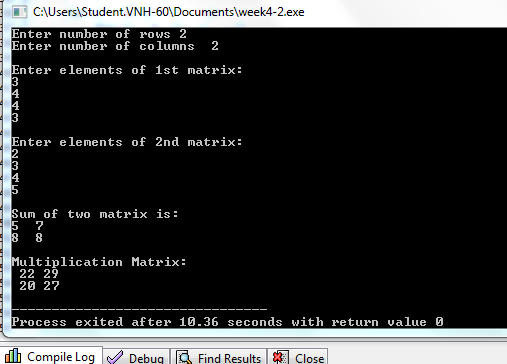 C:\Users\Student.VNH-60\Documents\week4-2.exe
Enter number of rows 2
Enter number of columns  2
Enter elements of 1st matrix:
3
4
4
3
Enter elements of 2nd matrix:
2
3
4
5
Sum of two matrix is:
5  7
8  8
Multiplication Matrix:
 22 29
 20 27
--------------------------------
Process exited after 10.36 seconds with return value 0
Compile Log Debug Find Results Close